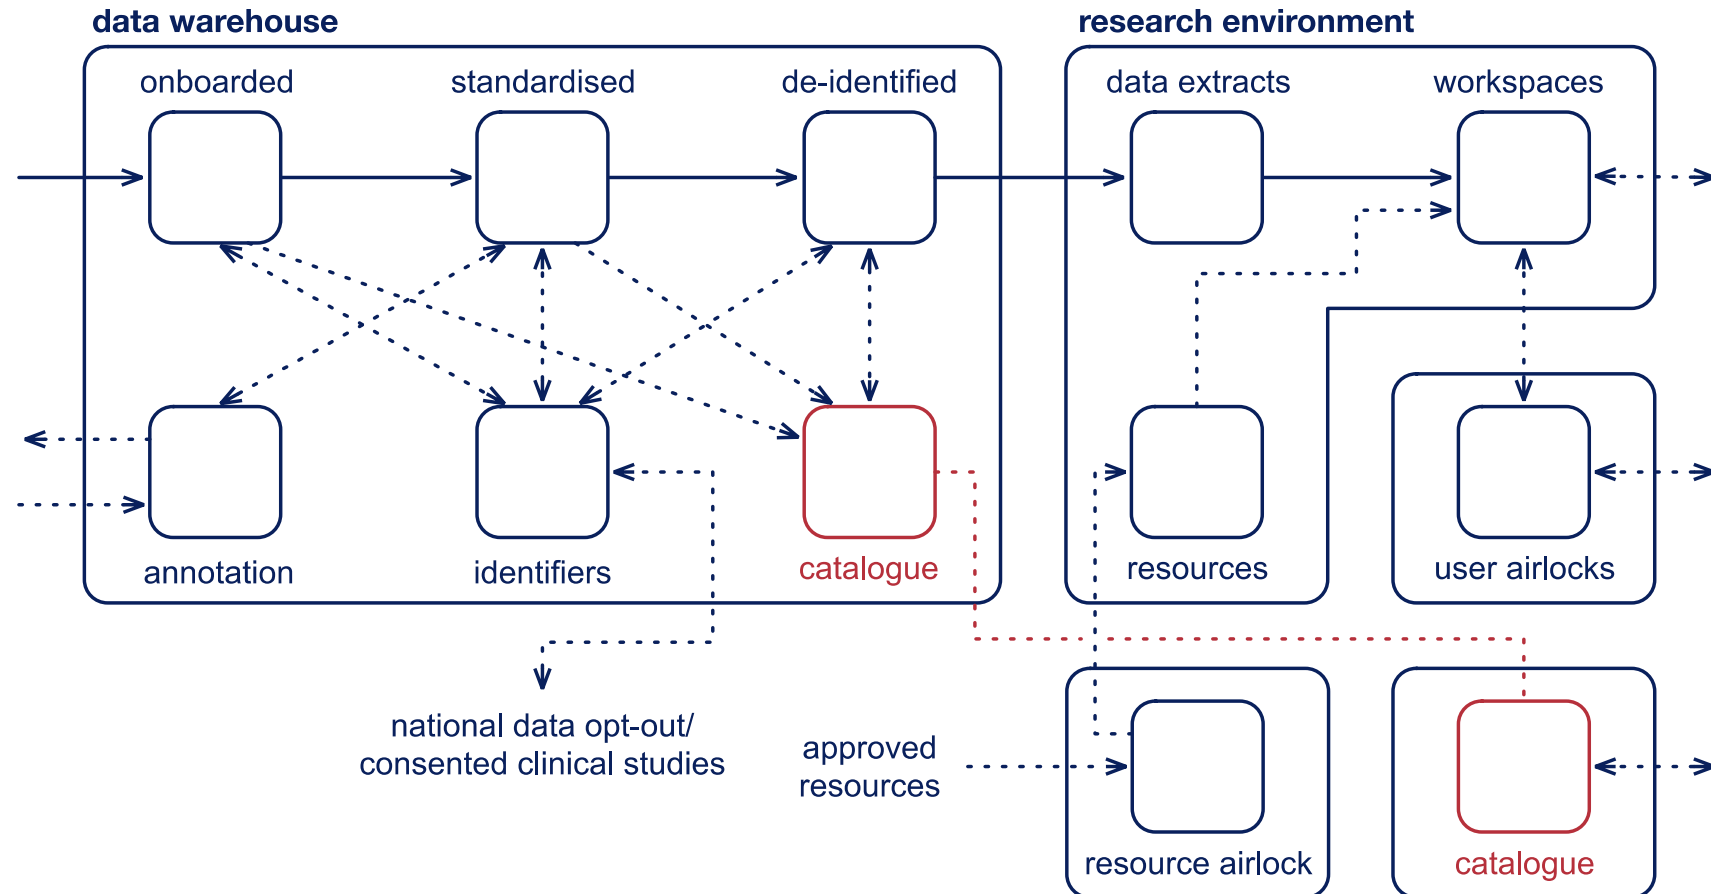 data warehouse
research environment
onboarded
standardised
de-identified
data extracts
workspaces
annotation
identifiers
catalogue
resources
user airlocks
national data opt-out/
consented clinical studies
approved
resources
resource airlock
catalogue